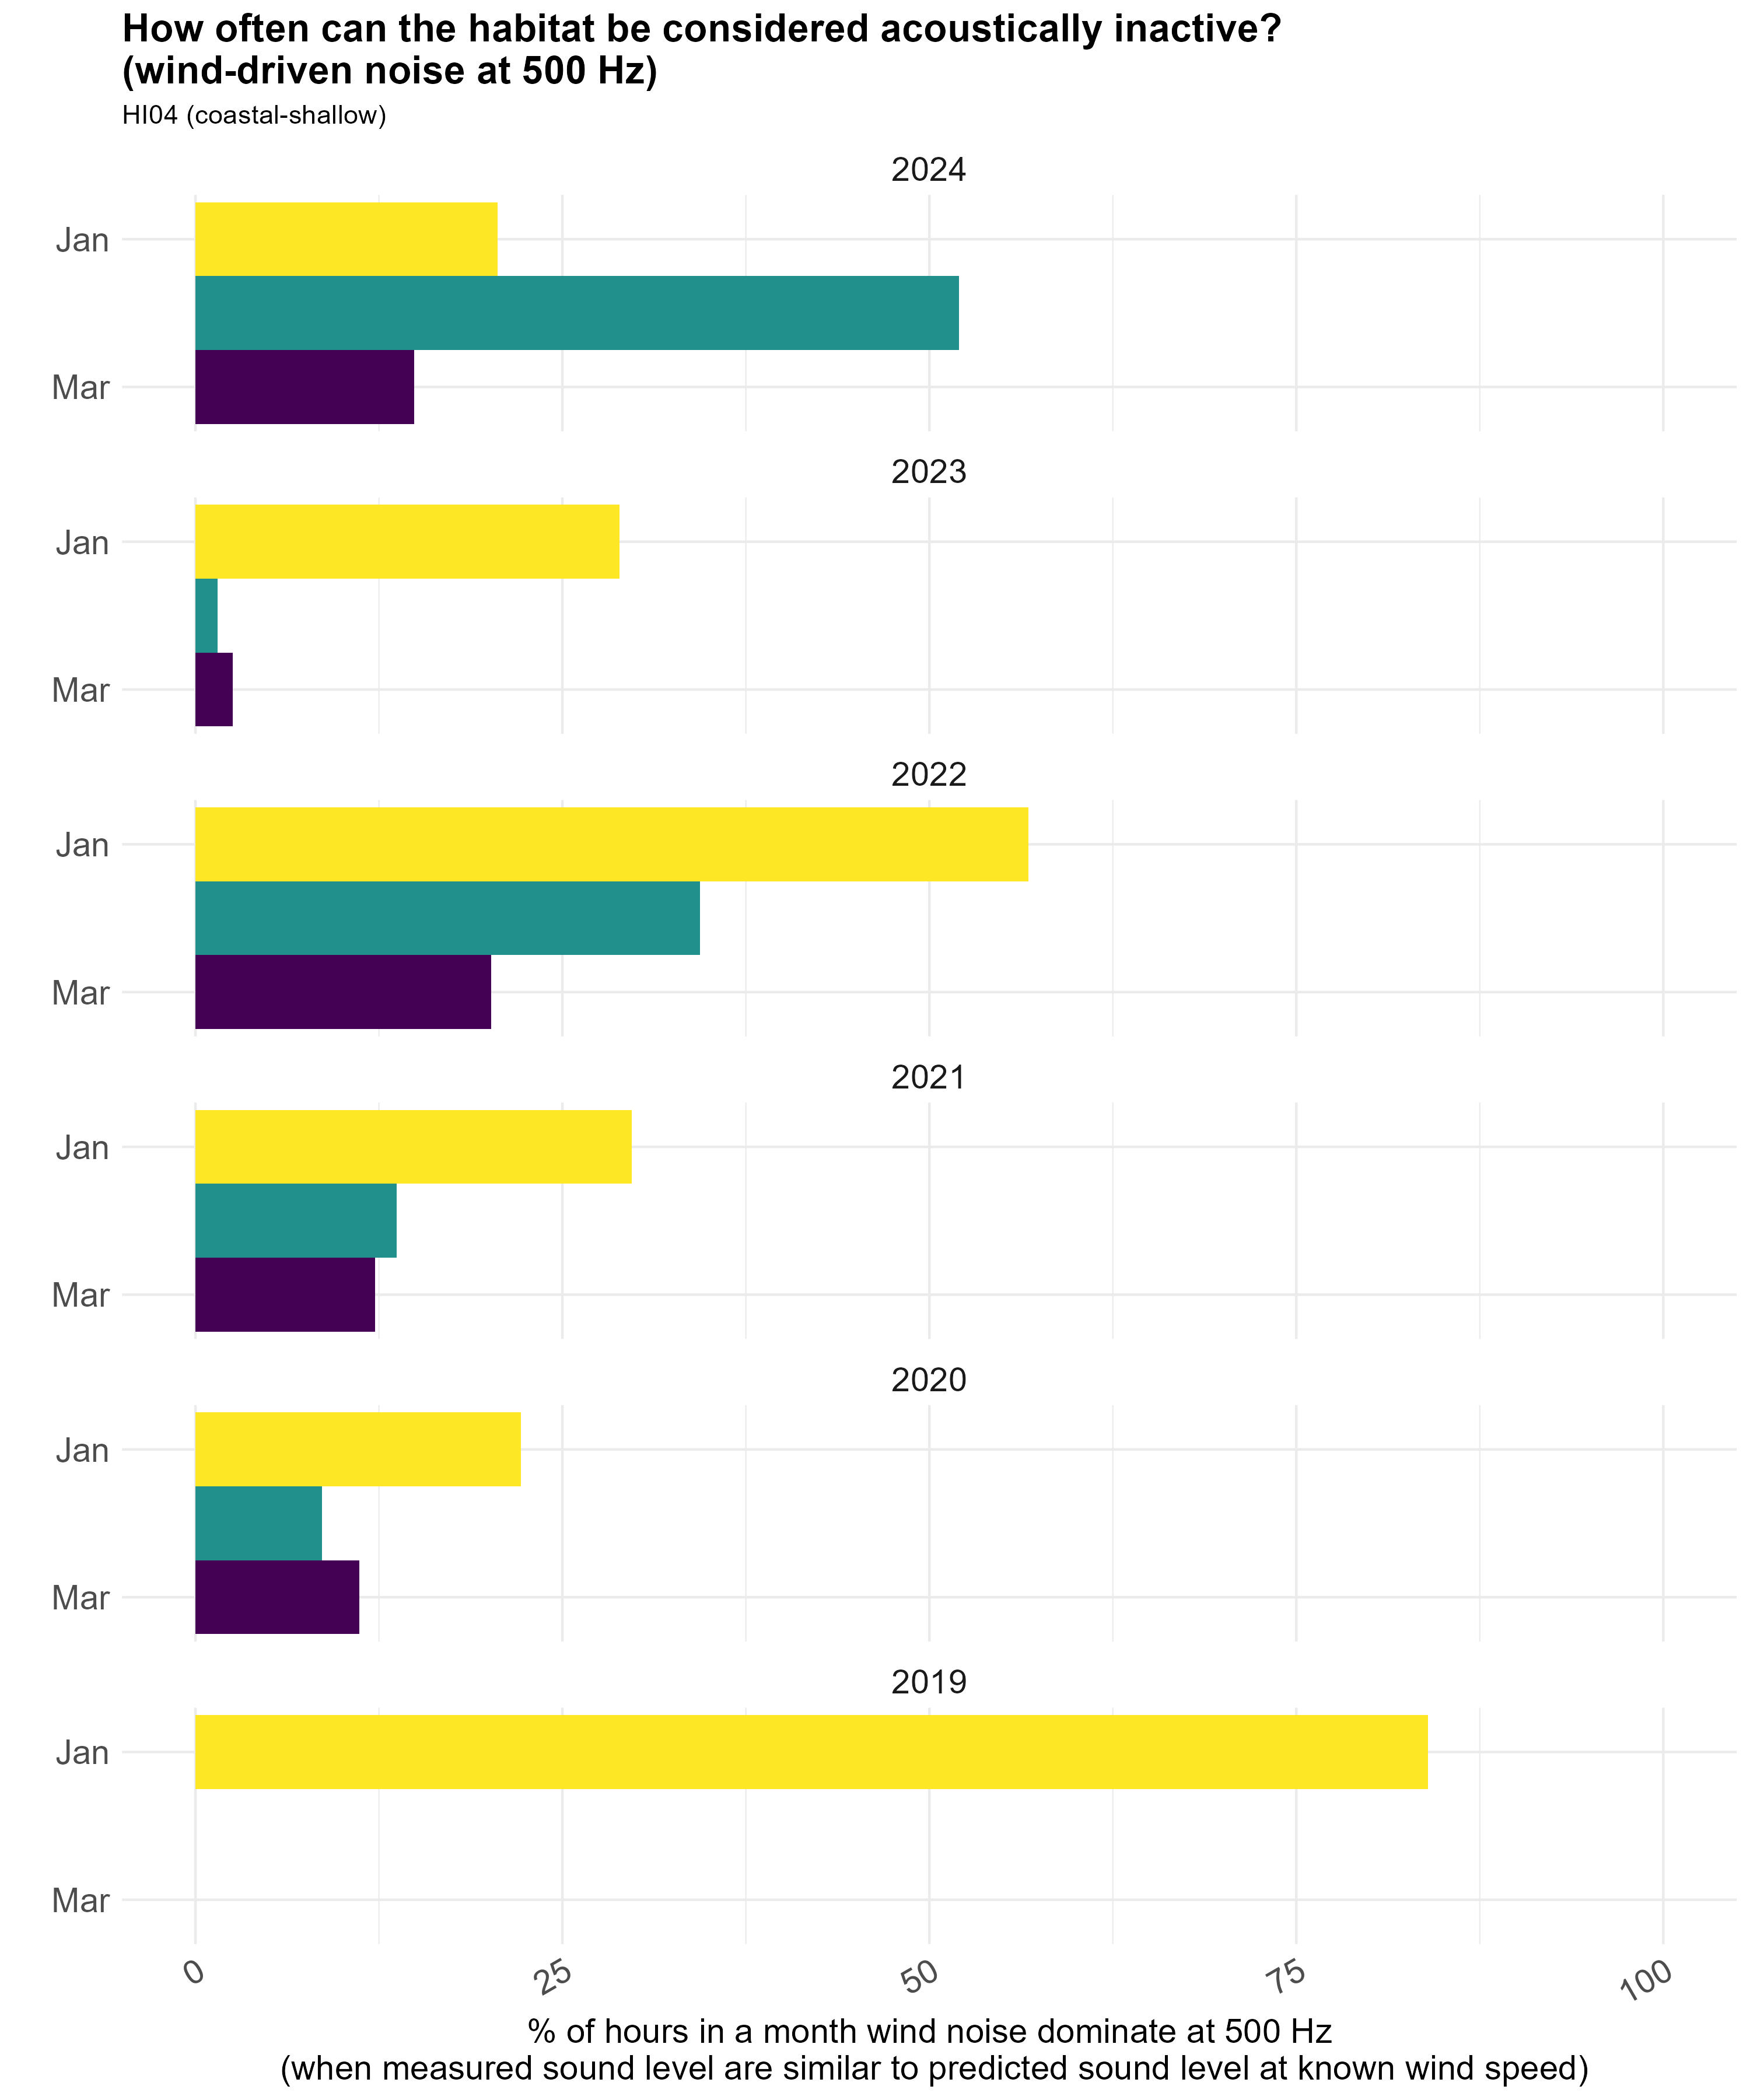 How often can the habitat be considered acoustically inactive?
(wind-driven noise at 500 Hz)
HI04 (coastal-shallow)
2024
Jan
Mar
2023
Jan
Mar
2022
Jan
Mar
2021
Jan
Mar
2020
Jan
Mar
2019
Jan
Mar
0 25 50 75 100
% of hours in a month wind noise dominate at 500 Hz
(when measured sound level are similar to predicted sound level at known wind speed)